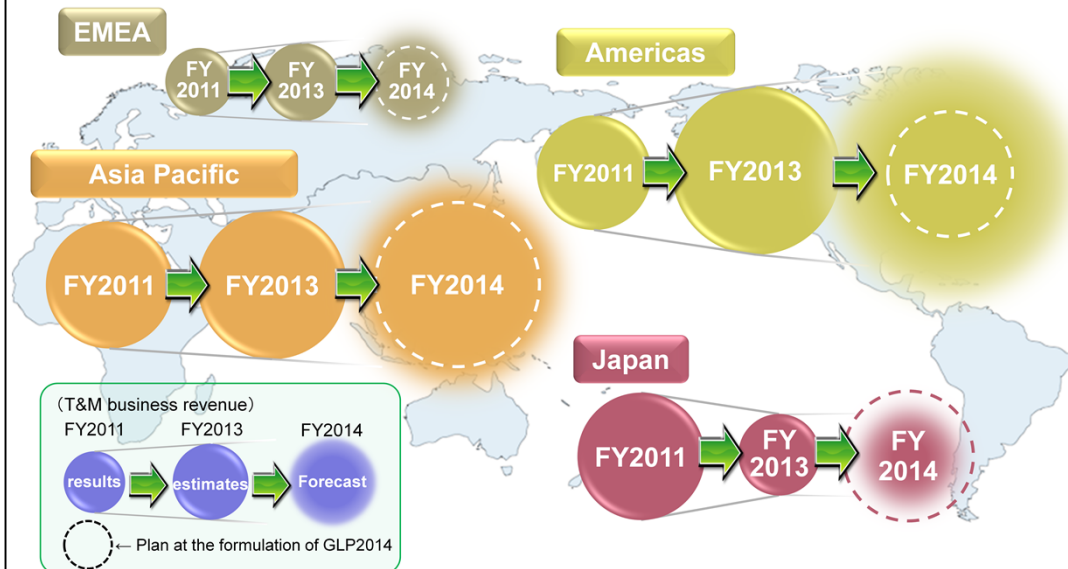 EMEA
FY
2011
FY
2013
FY
2014
Americas
FY2011
FY2013
FY2014
Asia Pacific
FY2011
FY2013
FY2014
Japan
FY2011
FY
2013
FY
2014
(T&M business revenue)
FY2011 FY2013 FY2014
results estimates Forecast
← Plan at the formulation of GLP2014